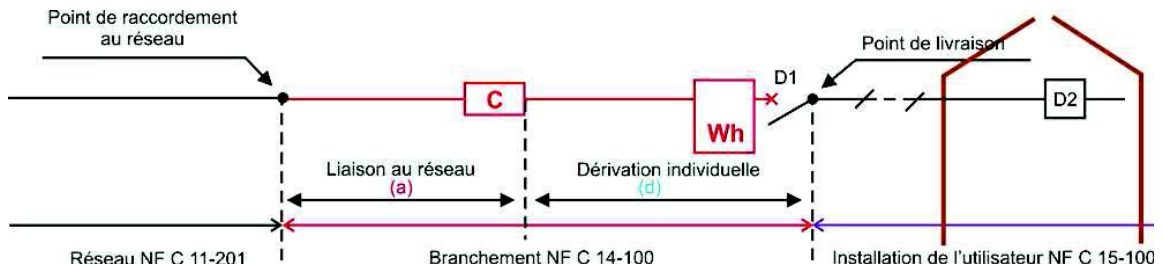 Point de raccordement
au réseau
Point de livraison
D1
C
Wh
D2
Liaison au réseau
(a)
Dérivation individuelle
(d)
Réseau NF C 11-201
Branchement NF C 14-100
Installation de l'utilisateur NF C 15-100